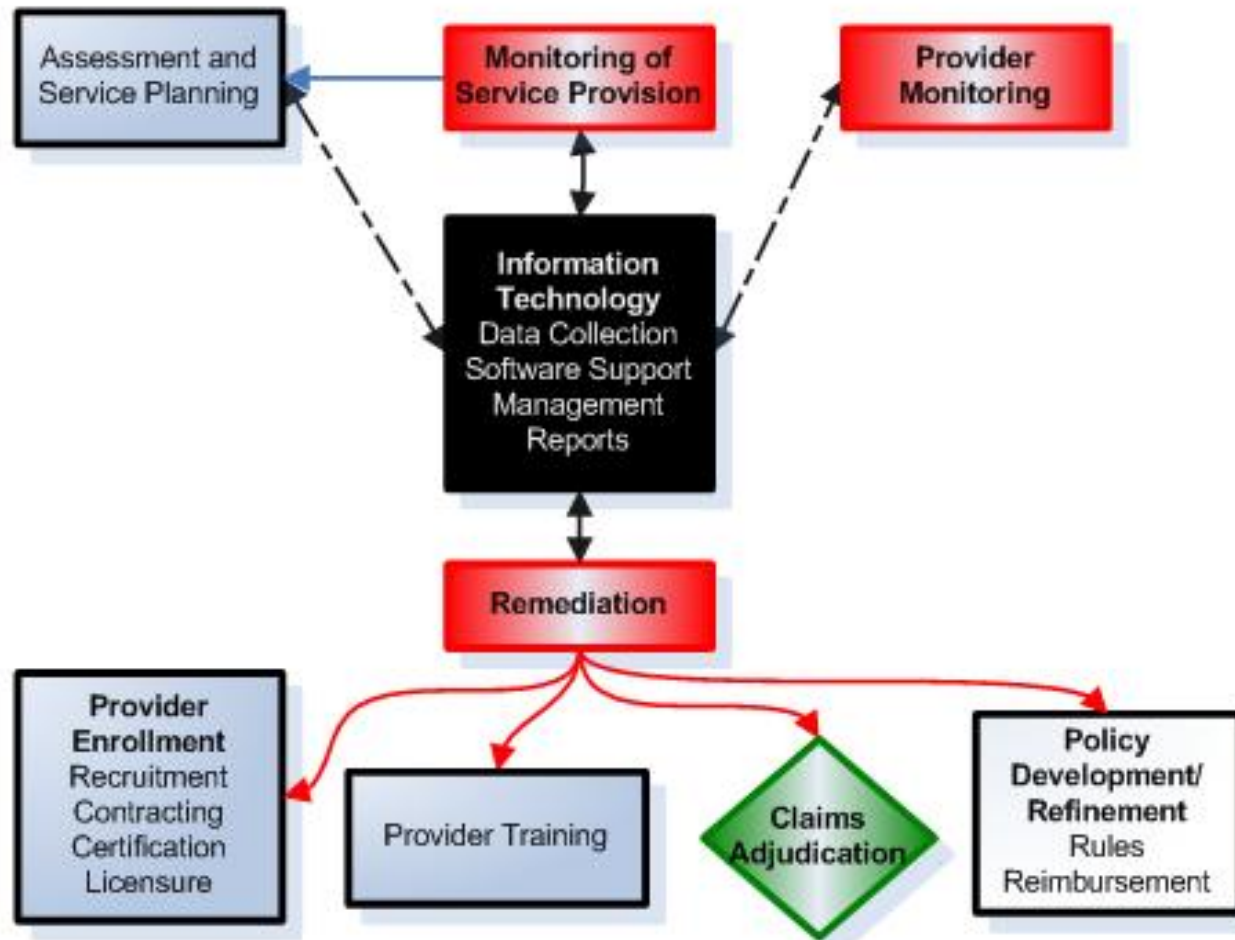 Assessment and
Service Planning
Monitoring of
Service Provision
Provider
Monitoring
Information
Technology
Data Collection
Software Support
Management
Reports
Remediation
Provider
Enrollment
Recruitment
Contracting
Certification
Licensure
Provider Training
Claims
Adjudication
Policy
Development/
Refinement
Rules
Reimbursement